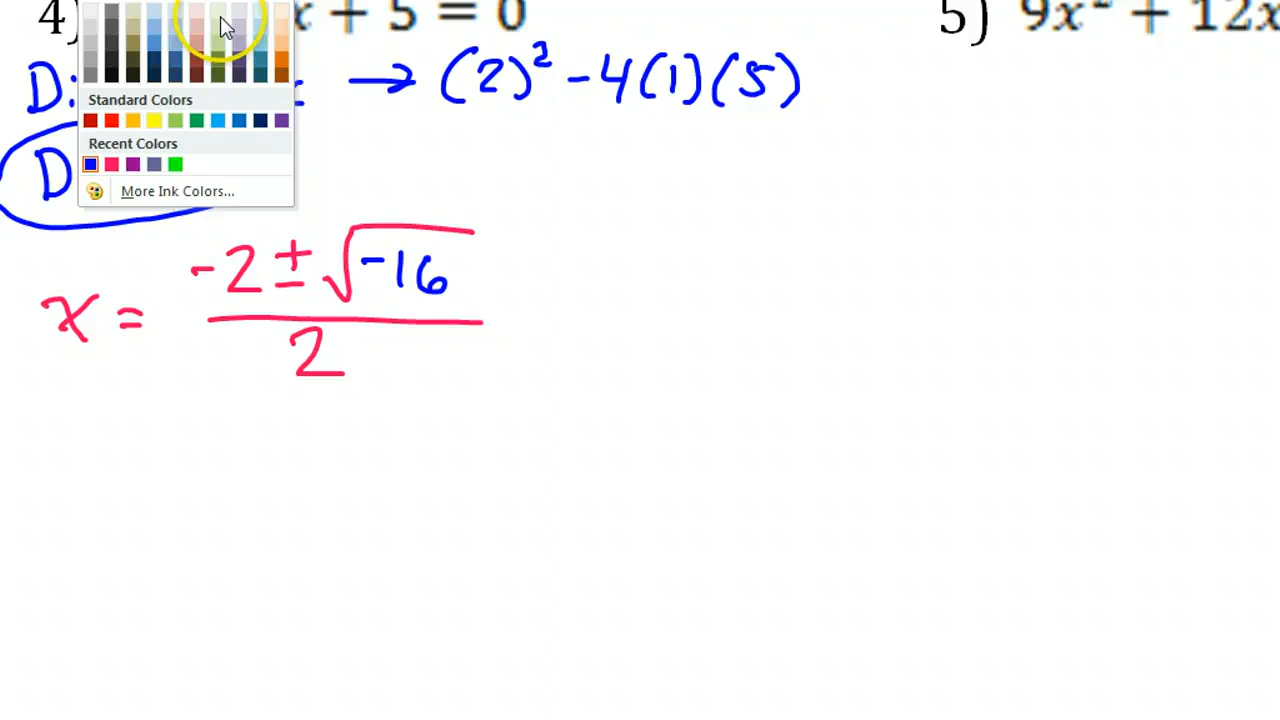 4) x + 5 = 0
5) 9x² + 12x
D: → (2)² - 4(1)(5)
Standard Colors
Recent Colors
D
More Ink Colors...
x = (-2 ± √-16) / 2